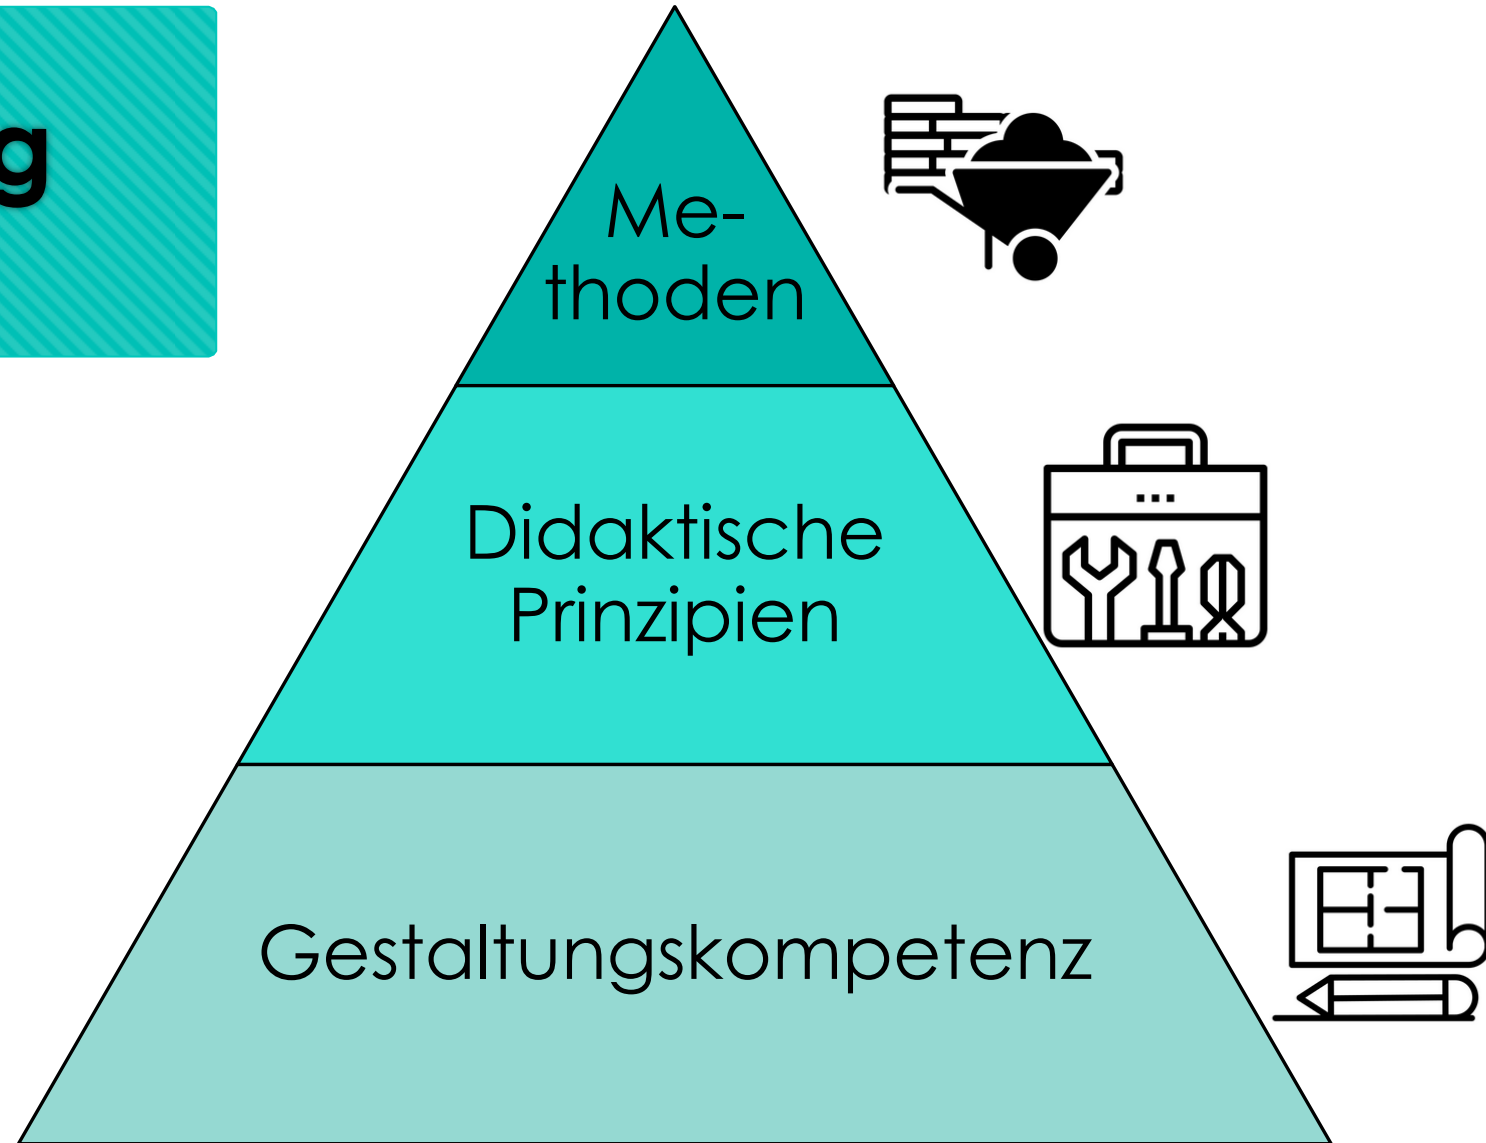 g
Me-
thoden
Didaktische
Prinzipien
Gestaltungskompetenz